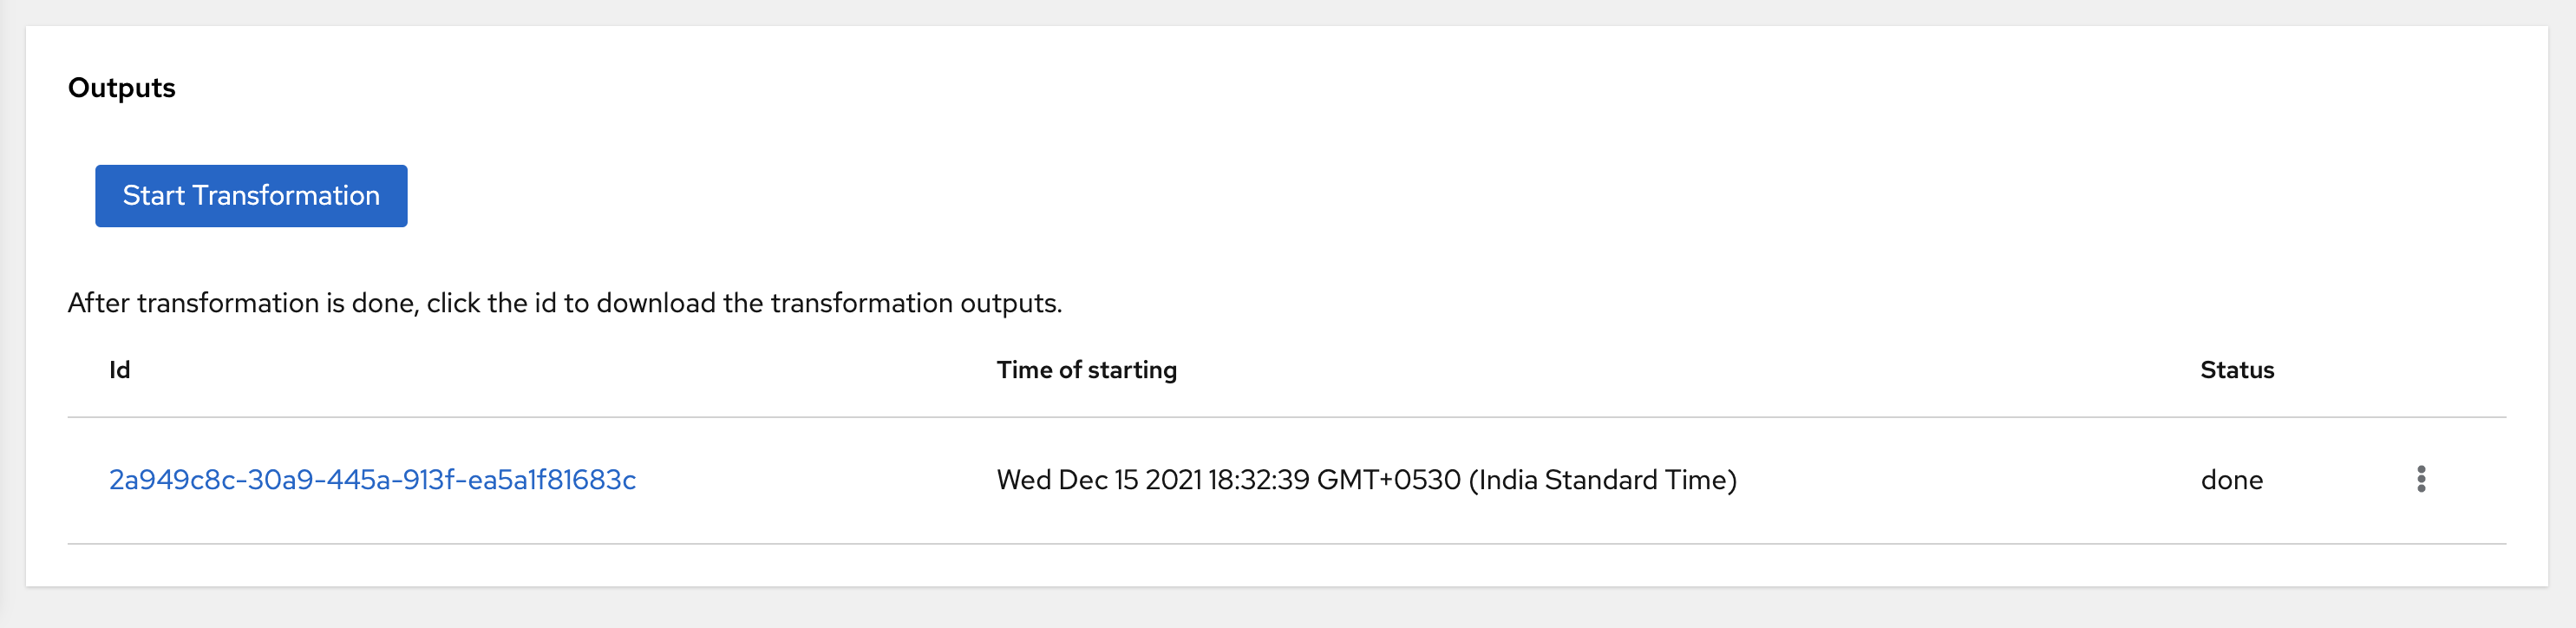 Outputs
Start Transformation
After transformation is done, click the id to download the transformation outputs.
Id Time of starting Status
2a949c8c-30a9-445a-913f-ea5a1f81683c Wed Dec 15 2021 18:32:39 GMT+0530 (India Standard Time) done